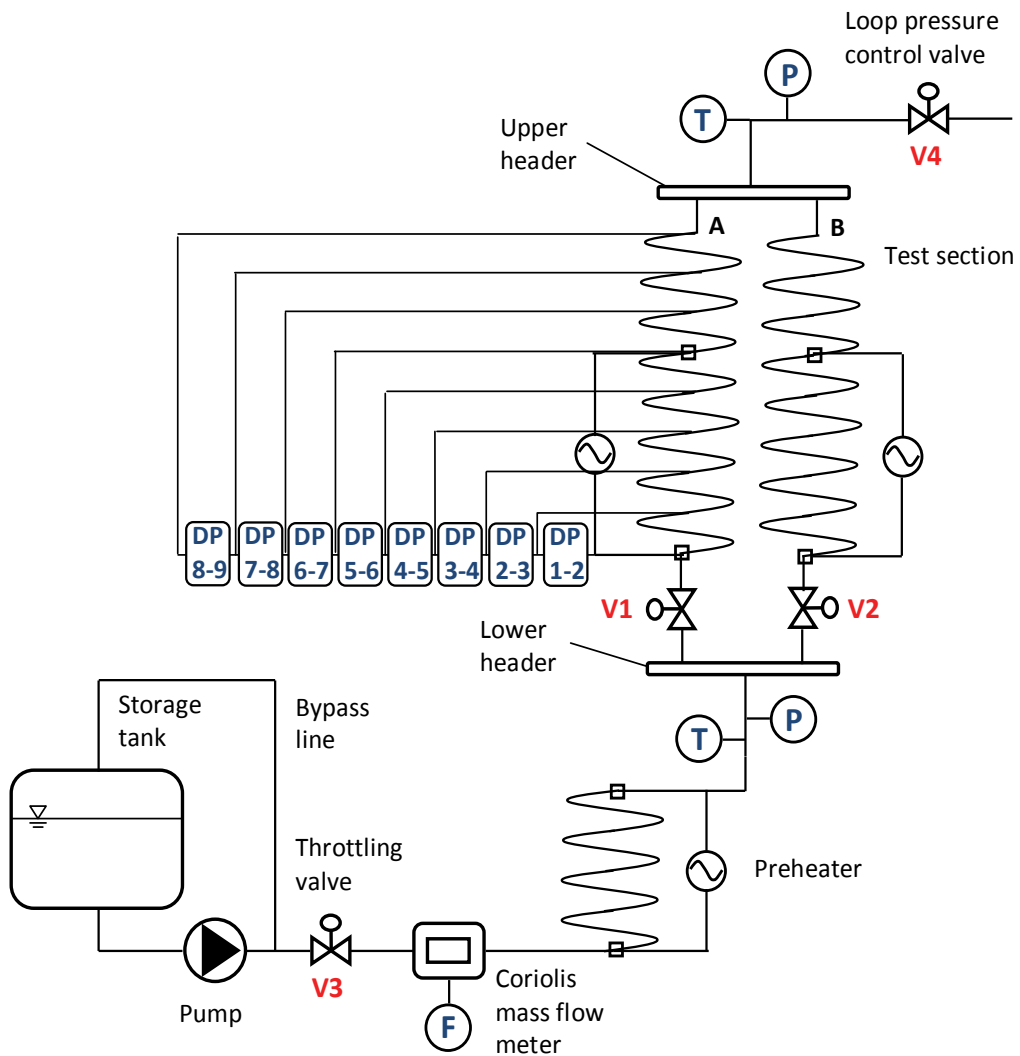 Loop pressure
control valve
P
T
V4
Upper
header
A
B
Test section
DP
8-9
DP
7-8
DP
6-7
DP
5-6
DP
4-5
DP
3-4
DP
2-3
DP
1-2
V1
V2
Lower
header
T
P
Storage
tank
Bypass
line
Throttling
valve
Preheater
V3
Pump
Coriolis
mass flow
meter
F